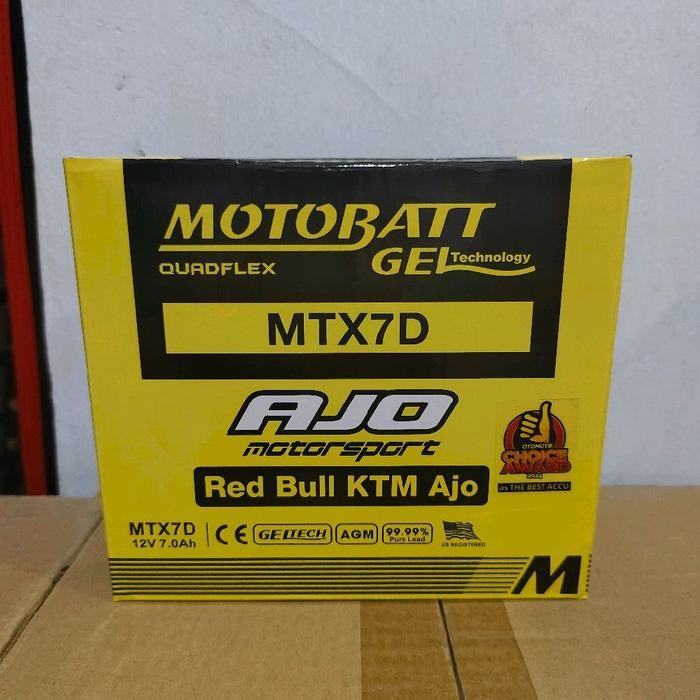 MOTOBATT
QUADFLEX GEL Technology
MTX7D
AJO
motorsport
Red Bull KTM Ajo
OTOMOTIF
CHOICE
AWARD
as THE BEST ACCU
MTX7D
12V 7.0Ah
CE
GELTECH
AGM
99.99%
Pure Lead
US REGISTERED
M